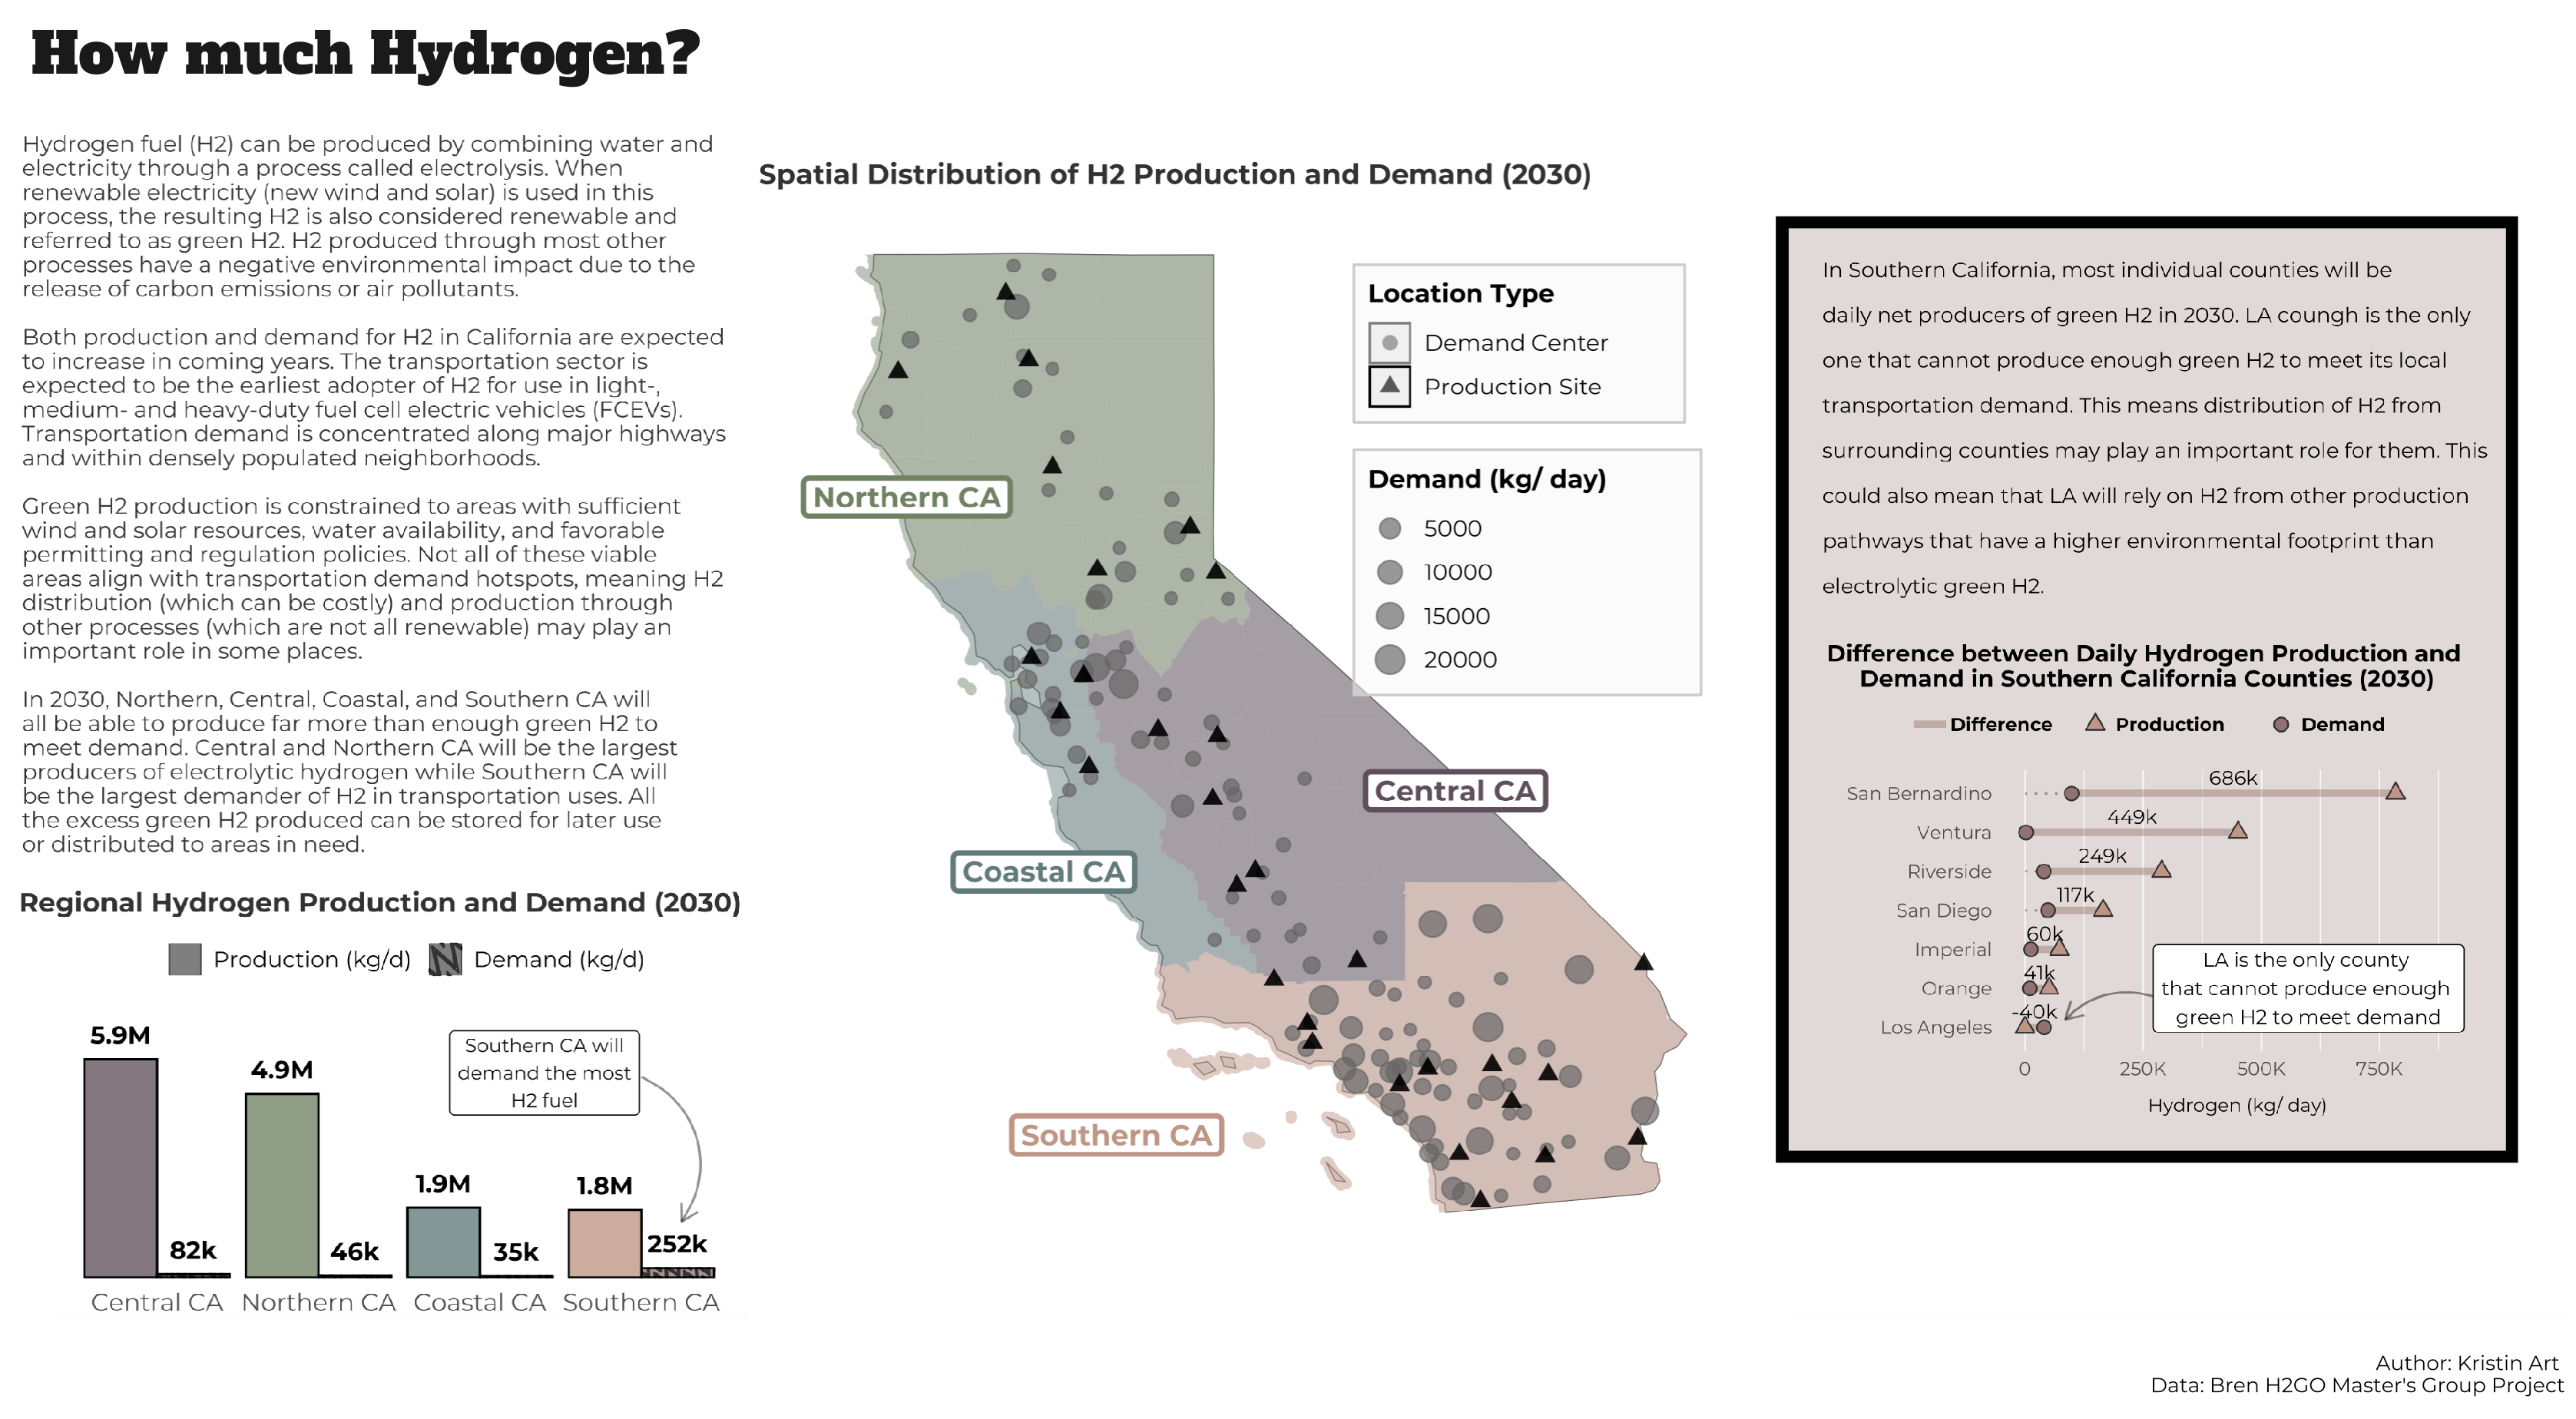 How much Hydrogen?
Hydrogen fuel (H2) can be produced by combining water and
electricity through a process called electrolysis. When
renewable electricity (new wind and solar) is used in this
process, the resulting H2 is also considered renewable and
referred to as green H2. H2 produced through most other
processes have a negative environmental impact due to the
release of carbon emissions or air pollutants.
Both production and demand for H2 in California are expected
to increase in coming years. The transportation sector is
expected to be the earliest adopter of H2 for use in light-,
medium- and heavy-duty fuel cell electric vehicles (FCEVs).
Transportation demand is concentrated along major highways
and within densely populated neighborhoods.
Green H2 production is constrained to areas with sufficient
wind and solar resources, water availability, and favorable
permitting and regulation policies. Not all of these viable
areas align with transportation demand hotspots, meaning H2
distribution (which can be costly) and production through
other processes (which are not all renewable) may play an
important role in some places.
In 2030, Northern, Central, Coastal, and Southern CA will
all be able to produce far more than enough green H2 to
meet demand. Central and Northern CA will be the largest
producers of electrolytic hydrogen while Southern CA will
be the largest demander of H2 in transportation uses. All
the excess green H2 produced can be stored for later use
or distributed to areas in need.
Regional Hydrogen Production and Demand (2030)
Production (kg/d) Demand (kg/d)
5.9M
4.9M
Southern CA will
demand the most
H2 fuel
1.9M
1.8M
82k
46k
35k
252k
Central CA
Northern CA
Coastal CA
Southern CA
Spatial Distribution of H2 Production and Demand (2030)
Location Type
Demand Center
Production Site
Demand (kg/ day)
5000
10000
15000
20000
Northern CA
Central CA
Coastal CA
Southern CA
In Southern California, most individual counties will be
daily net producers of green H2 in 2030. LA coungh is the only
one that cannot produce enough green H2 to meet its local
transportation demand. This means distribution of H2 from
surrounding counties may play an important role for them. This
could also mean that LA will rely on H2 from other production
pathways that have a higher environmental footprint than
electrolytic green H2.
Difference between Daily Hydrogen Production and
Demand in Southern California Counties (2030)
Difference Production Demand
San Bernardino 686k
Ventura 449k
Riverside 249k
San Diego 117k
Imperial 60k
Orange 41k
Los Angeles -40k
LA is the only county
that cannot produce enough
green H2 to meet demand
0 250K 500K 750K
Hydrogen (kg/ day)
Author: Kristin Art
Data: Bren H2GO Master's Group Project